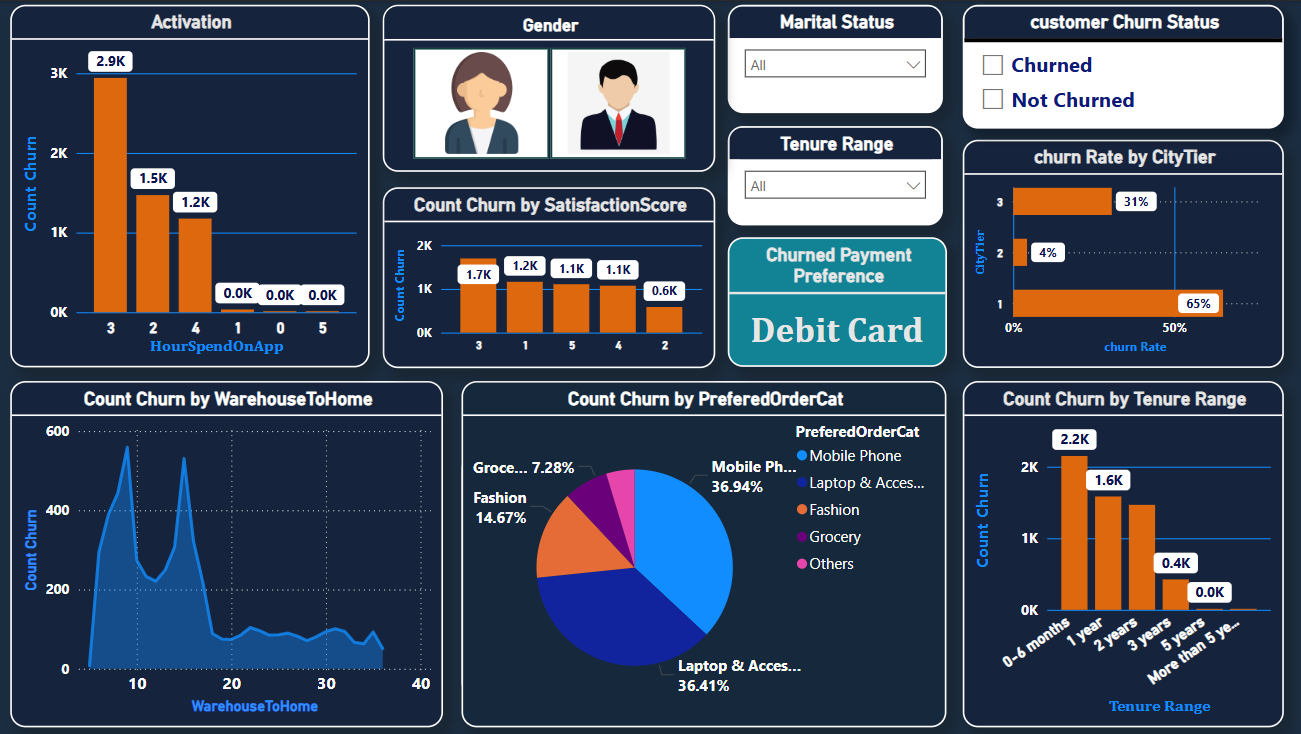 Activation
3K
2K
1K
0K
2.9K
1.5K
1.2K
0.0K
0.0K
0.0K
3 2 4 1 0 5
Count Churn
HourSpendOnApp
Gender
Marital Status
All
customer Churn Status
Churned
Not Churned
Count Churn by SatisfactionScore
2K
1K
0K
1.7K
1.2K
1.1K
1.1K
0.6K
3 1 5 4 2
Count Churn
Tenure Range
All
Churned Payment
Preference
Debit Card
churn Rate by CityTier
3
2
1
31%
4%
65%
0% 50%
CityTier
churn Rate
Count Churn by WarehouseToHome
600
400
200
0
10 20 30 40
Count Churn
WarehouseToHome
Count Churn by PreferedOrderCat
Mobile Ph...
36.94%
Laptop & Acces...
36.41%
Fashion
14.67%
Groce... 7.28%
PreferedOrderCat
Mobile Phone
Laptop & Acces...
Fashion
Grocery
Others
Count Churn by Tenure Range
2K
1K
0K
2.2K
1.6K
0.4K
0.0K
0-6 months
1 year
2 years
3 years
5 years
More than 5 ye...
Count Churn
Tenure Range